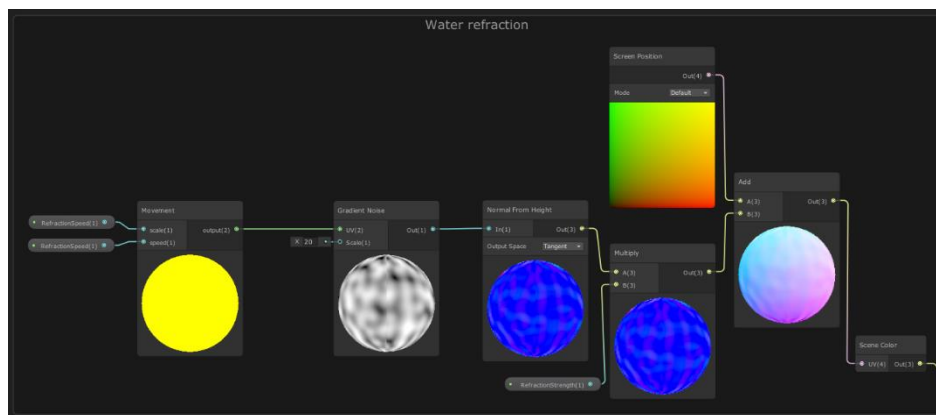 Water refraction
Screen Position
Out(4)
Mode Default
Add
A(3) Out(3)
B(3)
Movement
RefractionSpeed(1)
scale(1) output(2)
RefractionSpeed(1)
speed(1)
Gradient Noise
UV(2) Out(1)
X 20
Scale(1)
Normal From Height
In(1) Out(3)
Output Space Tangent
Multiply
A(3) Out(3)
B(3)
RefractionStrength(1)
Scene Color
UV(4) Out(3)